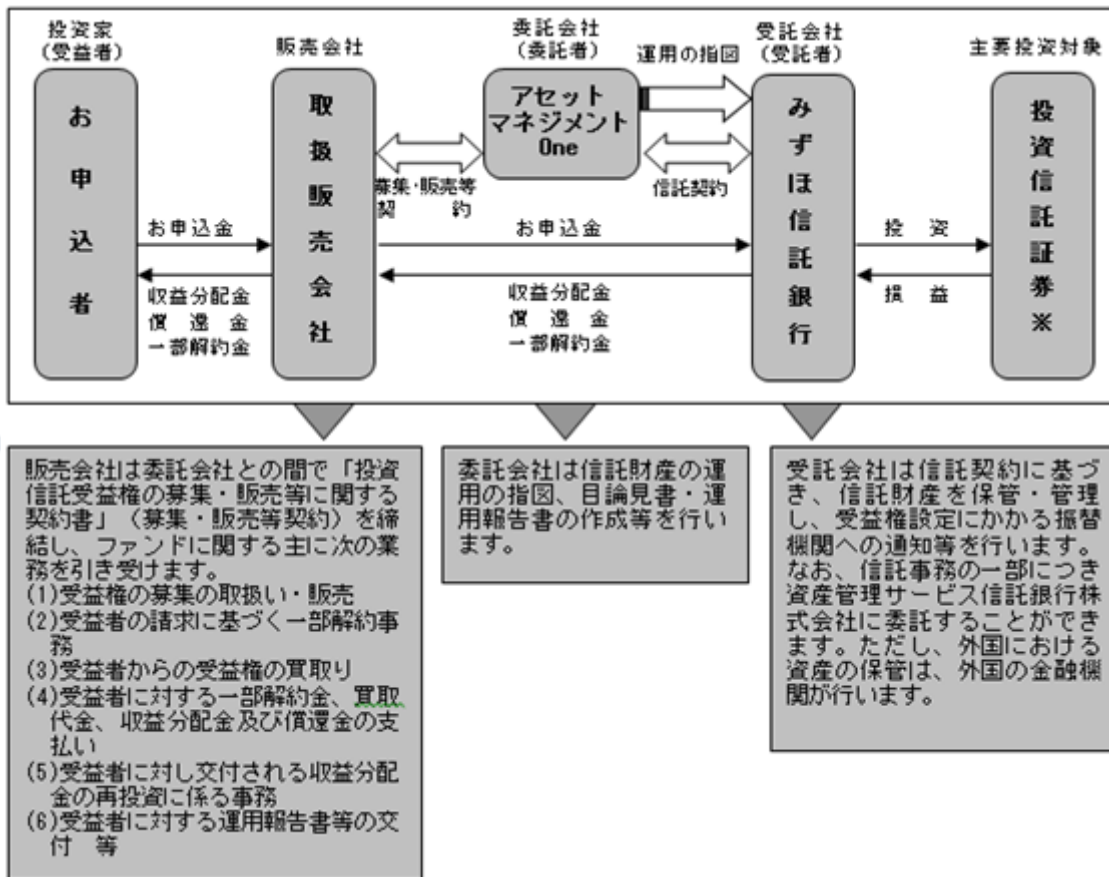 投資家
(受益者)
販売会社
委託会社
(委託者)
運用の指図
受託会社
(受託者)
主要投資対象
お申込者
取扱販売会社
アセット
マネジメント
One
みずほ信託銀行
投資信託証券※
募集・販売等
契 約
信託契約
お申込金
お申込金
投 資
収益分配金
償 還 金
一部解約金
収益分配金
償 還 金
一部解約金
損 益
販売会社は委託会社との間で「投資
信託受益権の募集・販売等に関する
契約書」(募集・販売等契約)を締
結し、ファンドに関する主に次の業
務を引き受けます。
(1)受益権の募集の取扱い・販売
(2)受益者の請求に基づく一部解約事
務
(3)受益者からの受益権の買取り
(4)受益者に対する一部解約金、買取
代金、収益分配金及び償還金の支
払い
(5)受益者に対し交付される収益分配
金の再投資に係る事務
(6)受益者に対する運用報告書等の交
付 等
委託会社は信託財産の運
用の指図、目論見書・運
用報告書の作成等を行い
ます。
受託会社は信託契約に基づ
き、信託財産を保管・管理
し、受益権設定にかかる振替
機関への通知等を行います。
なお、信託事務の一部につき
資産管理サービス信託銀行株
式会社に委託することができ
ます。ただし、外国における
資産の保管は、外国の金融機
関が行います。